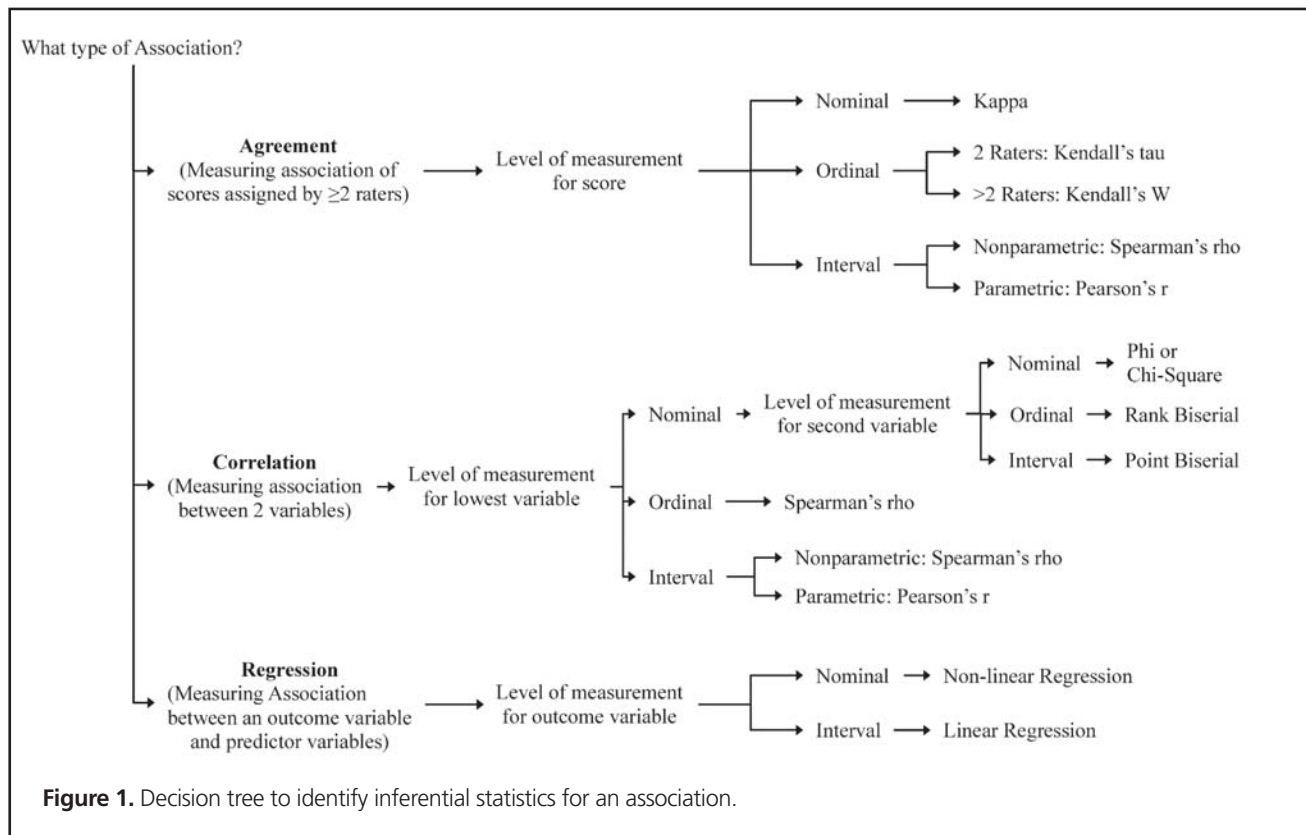 What type of Association?
Agreement
(Measuring association of
scores assigned by ≥2 raters)
Level of measurement
for score
Nominal
Kappa
Ordinal
2 Raters: Kendall's tau
>2 Raters: Kendall's W
Interval
Nonparametric: Spearman's rho
Parametric: Pearson's r
Correlation
(Measuring association
between 2 variables)
Level of measurement
for lowest variable
Nominal
Level of measurement
for second variable
Nominal
Phi or
Chi-Square
Ordinal
Rank Biserial
Interval
Point Biserial
Ordinal
Spearman's rho
Interval
Nonparametric: Spearman's rho
Parametric: Pearson's r
Regression
(Measuring Association
between an outcome variable
and predictor variables)
Level of measurement
for outcome variable
Nominal
Non-linear Regression
Interval
Linear Regression
Figure 1. Decision tree to identify inferential statistics for an association.